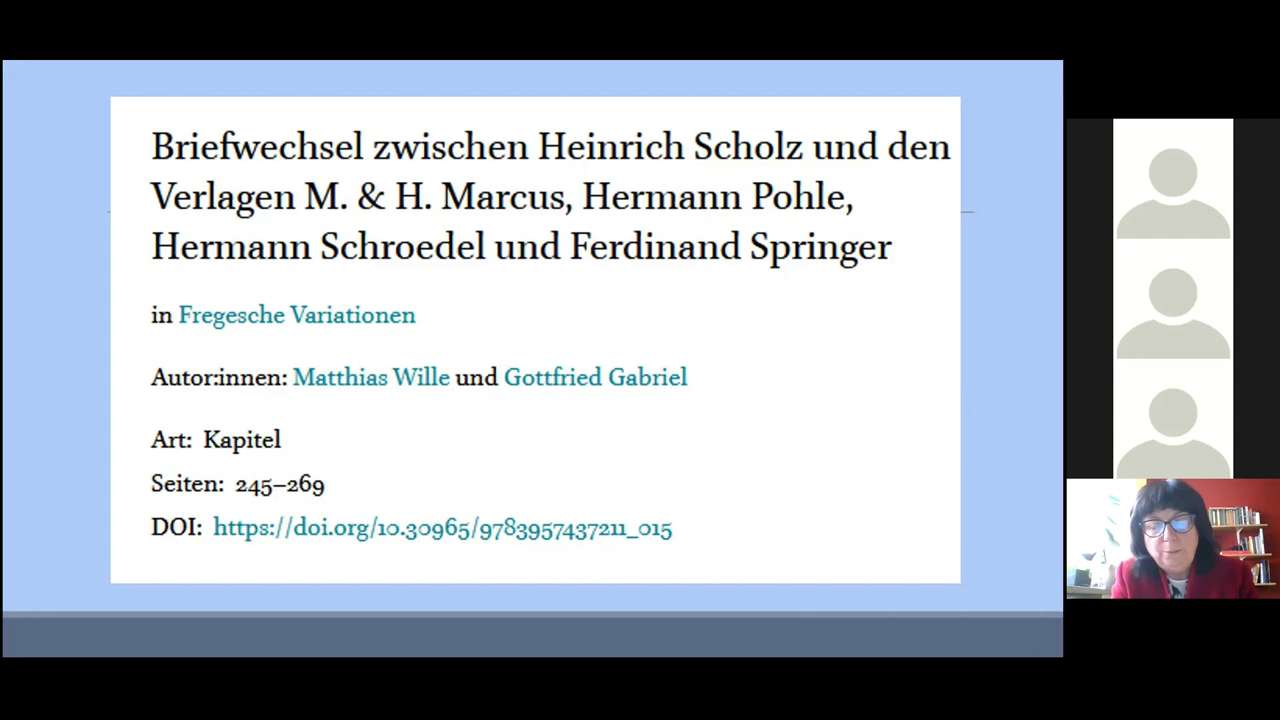 Briefwechsel zwischen Heinrich Scholz und den
Verlagen M. & H. Marcus, Hermann Pohle,
Hermann Schroedel und Ferdinand Springer
in Fregesche Variationen
Autor:innen: Matthias Wille und Gottfried Gabriel
Art: Kapitel
Seiten: 245–269
DOI: https://doi.org/10.30965/9783957437211_015